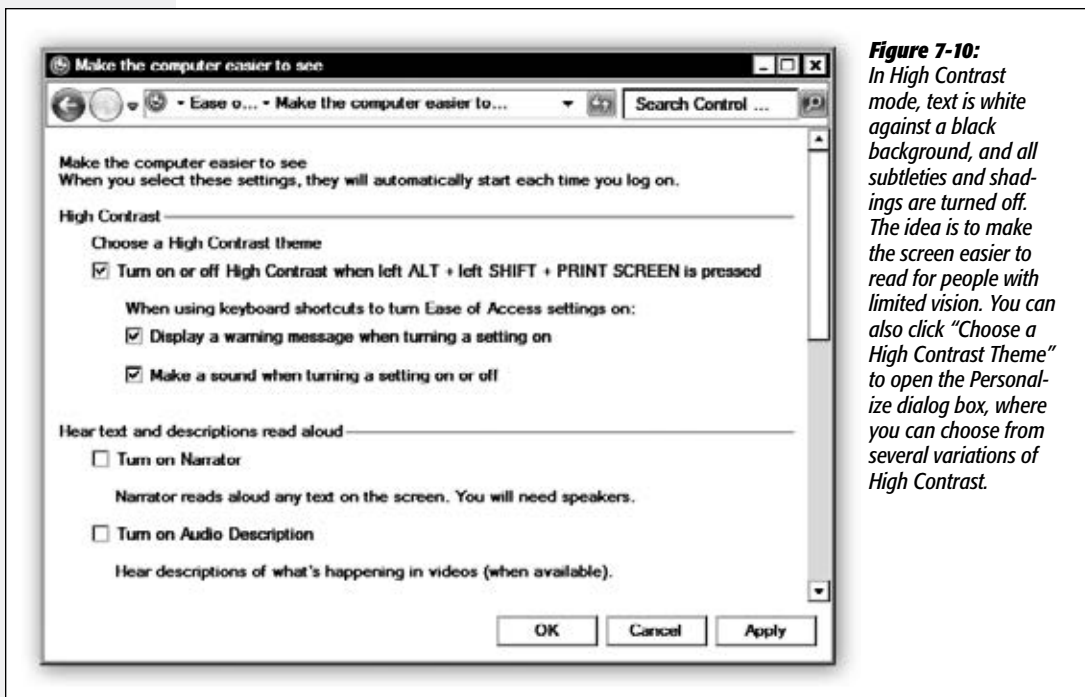 Make the computer easier to see
- Ease o... - Make the computer easier to...
Search Control ...
Make the computer easier to see
When you select these settings, they will automatically start each time you log on.
High Contrast
Choose a High Contrast theme
Turn on or off High Contrast when left ALT + left SHIFT + PRINT SCREEN is pressed
When using keyboard shortcuts to turn Ease of Access settings on:
Display a warning message when turning a setting on
Make a sound when turning a setting on or off
Hear text and descriptions read aloud
Turn on Narrator
Narrator reads aloud any text on the screen. You will need speakers.
Turn on Audio Description
Hear descriptions of what's happening in videos (when available).
OK
Cancel
Apply
Figure 7-10:
In High Contrast
mode, text is white
against a black
background, and all
subtleties and shad-
ings are turned off.
The idea is to make
the screen easier to
read for people with
limited vision. You can
also click “Choose a
High Contrast Theme”
to open the Personal-
ize dialog box, where
you can choose from
several variations of
High Contrast.